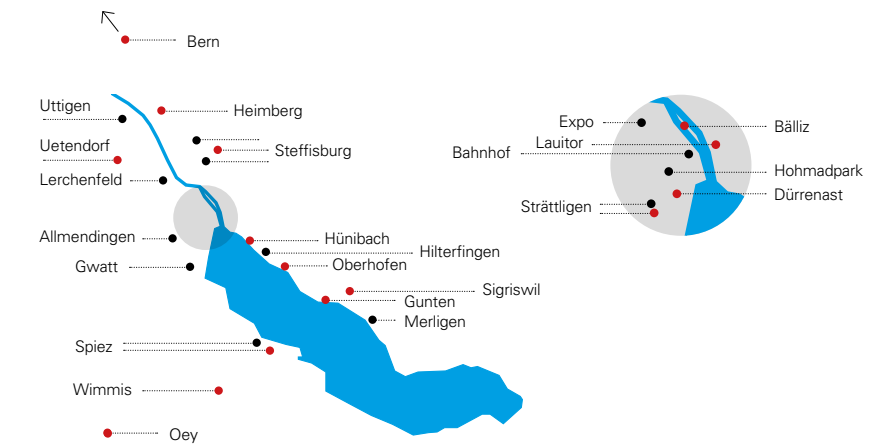 Bern
Uttigen
Heimberg
Uetendorf
Steffisburg
Lerchenfeld
Allmendingen
Hünibach
Hilterfingen
Gwatt
Oberhofen
Sigriswil
Gunten
Merligen
Spiez
Wimmis
Oey
Expo
Bälliz
Lauitor
Bahnhof
Hohmadpark
Dürrenast
Strättligen